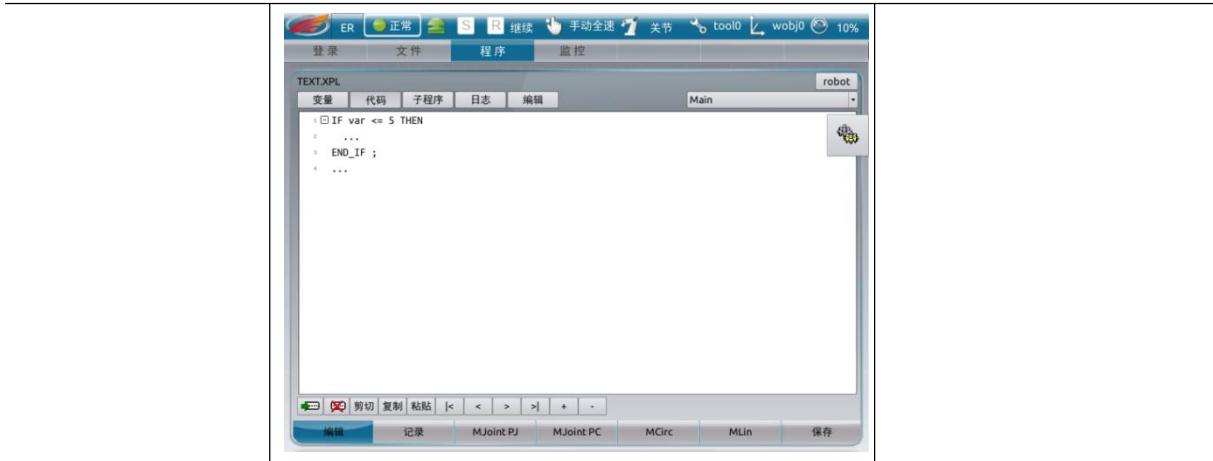 ER 正常 S R 继续 手动全速 关节 tool0 wobj0 10%
登录 文件 程序 监控
TEXT.XPL robot
变量 代码 子程序 日志 编辑 Main
1 IF var <= 5 THEN
2 ...
3 END_IF ;
4 ...
剪切 复制 粘贴 |< < > >| + -
编辑 记录 MJoint PJ MJoint PC MCirc MLin 保存